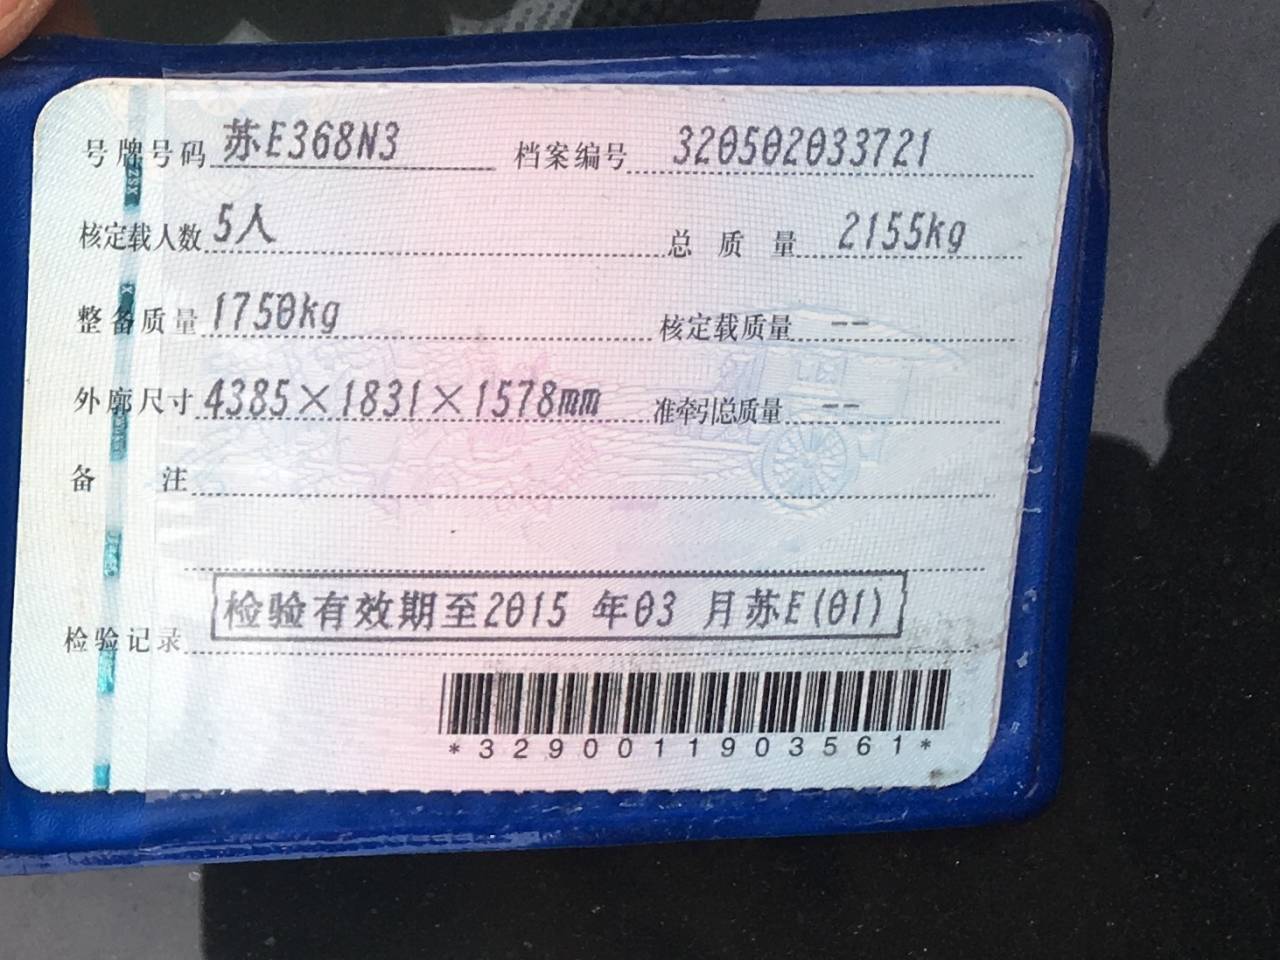 号牌号码 苏E368N3 档案编号 320502033721
核定载人数 5人 总质量 2155kg
整备质量 1750kg 核定载质量 --
外廓尺寸 4385×1831×1578mm 准牵引总质量 --
备注
检验记录 检验有效期至2015 年03 月苏E(01)
*3290011903561*